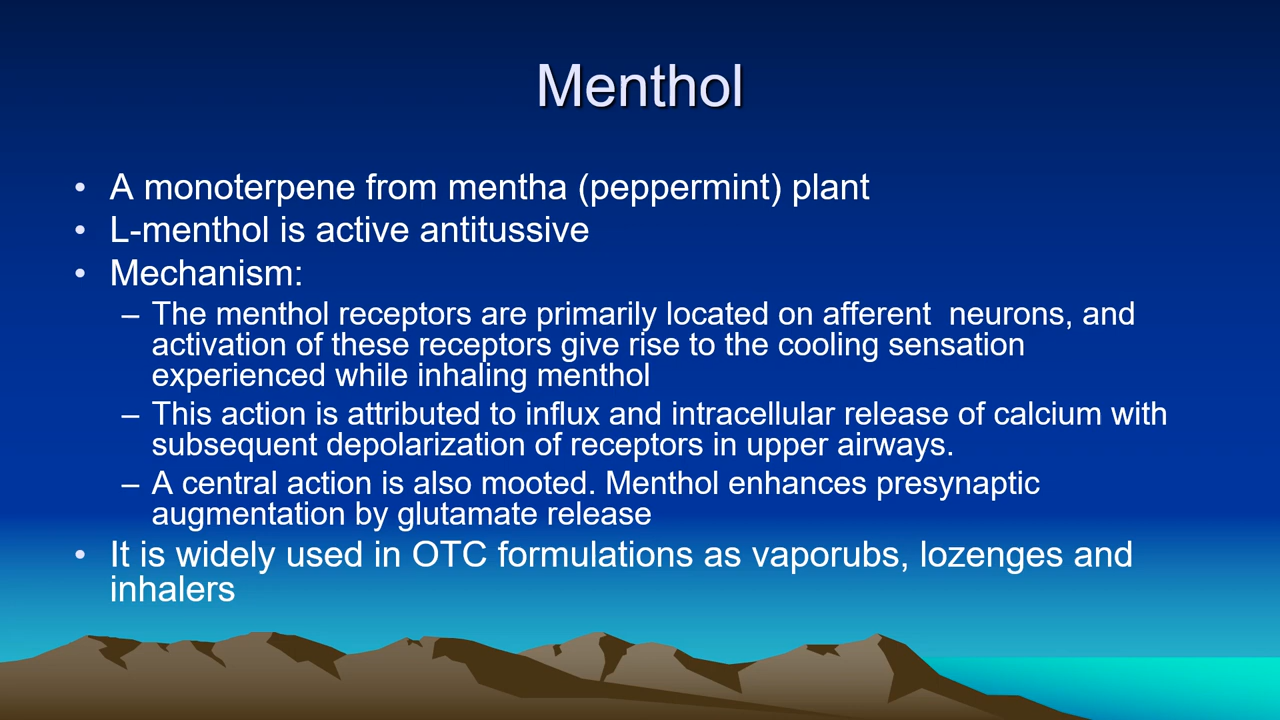 Menthol
• A monoterpene from mentha (peppermint) plant
• L-menthol is active antitussive
• Mechanism:
– The menthol receptors are primarily located on afferent  neurons, and
activation of these receptors give rise to the cooling sensation
experienced while inhaling menthol
– This action is attributed to influx and intracellular release of calcium with
subsequent depolarization of receptors in upper airways.
– A central action is also mooted. Menthol enhances presynaptic
augmentation by glutamate release
• It is widely used in OTC formulations as vaporubs, lozenges and
inhalers